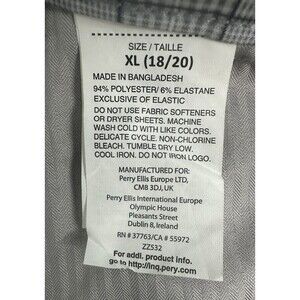 SIZE / TAILLE
XL (18/20)
MADE IN BANGLADESH
94% POLYESTER/6% ELASTANE
EXCLUSIVE OF ELASTIC
DO NOT USE FABRIC SOFTENERS
OR DRYER SHEETS. MACHINE
WASH COLD WITH LIKE COLORS.
DELICATE CYCLE. NON-CHLORINE
BLEACH. TUMBLE DRY LOW.
COOL IRON. DO NOT IRON LOGO.
MANUFACTURED FOR:
Perry Ellis Europe LTD,
CM8 3DJ, UK
Perry Ellis International Europe
Olympic House
Pleasants Street
Dublin 8, Ireland
RN # 37763/CA # 55972
ZZ532
For addl. product info.
go to http://inq.pery.com